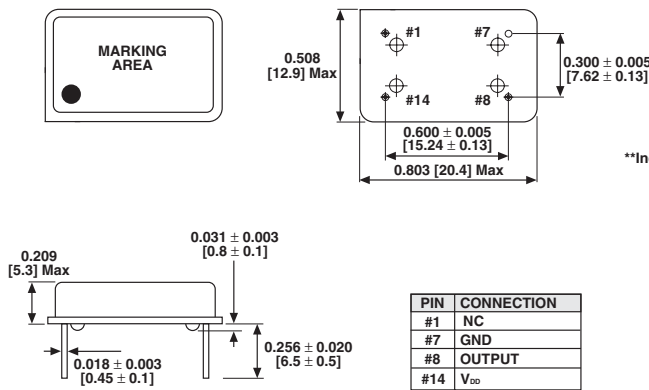 MARKING
AREA
0.508
[12.9] Max
#1
#7
#14
#8
0.300 ± 0.005
[7.62 ± 0.13]
0.600 ± 0.005
[15.24 ± 0.13]
0.803 [20.4] Max
0.209
[5.3] Max
0.031 ± 0.003
[0.8 ± 0.1]
0.018 ± 0.003
[0.45 ± 0.1]
0.256 ± 0.020
[6.5 ± 0.5]
PIN CONNECTION
#1 NC
#7 GND
#8 OUTPUT
#14 VDD